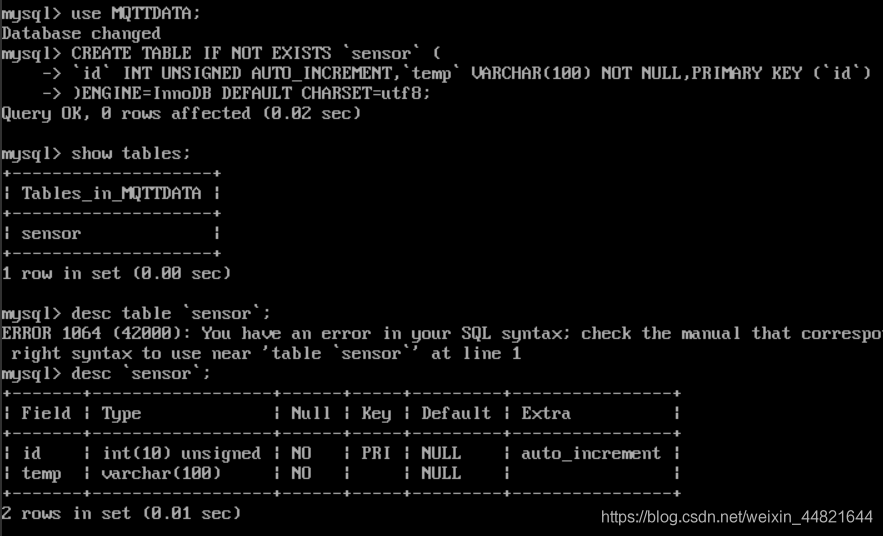 mysql> use MQTTDATA;
Database changed
mysql> CREATE TABLE IF NOT EXISTS `sensor` (
    -> `id` INT UNSIGNED AUTO_INCREMENT,`temp` VARCHAR(100) NOT NULL,PRIMARY KEY (`id`)
    -> )ENGINE=InnoDB DEFAULT CHARSET=utf8;
Query OK, 0 rows affected (0.02 sec)
mysql> show tables;
+--------------------+
| Tables_in_MQTTDATA |
+--------------------+
| sensor             |
+--------------------+
1 row in set (0.00 sec)
mysql> desc table `sensor`;
ERROR 1064 (42000): You have an error in your SQL syntax; check the manual that correspo
 right syntax to use near 'table `sensor`' at line 1
mysql> desc `sensor`;
+-------+------------------+------+-----+---------+----------------+
| Field | Type             | Null | Key | Default | Extra          |
+-------+------------------+------+-----+---------+----------------+
| id    | int(10) unsigned | NO   | PRI | NULL    | auto_increment |
| temp  | varchar(100)     | NO   |     | NULL    |                |
+-------+------------------+------+-----+---------+----------------+
2 rows in set (0.01 sec)
https://blog.csdn.net/weixin_44821644